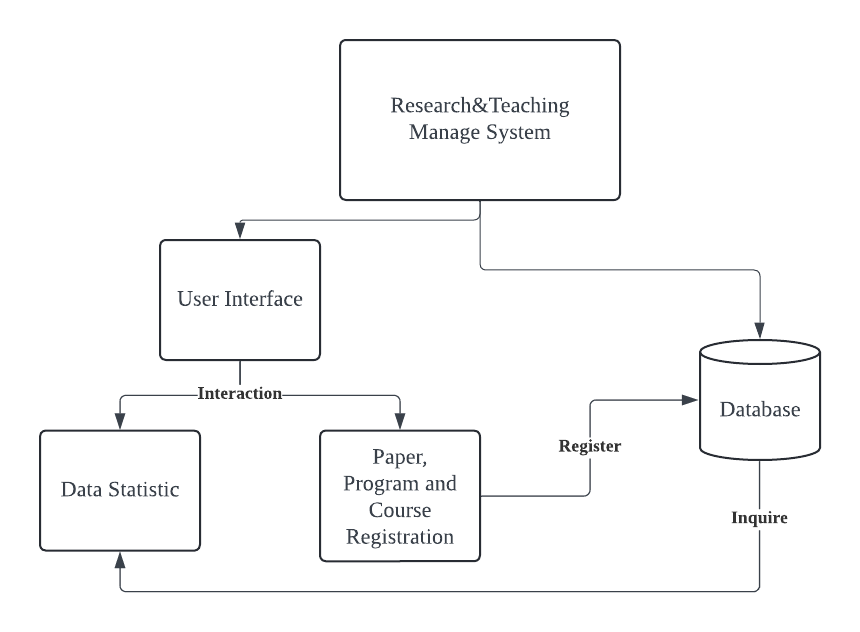 Research&Teaching
Manage System
User Interface
Interaction
Database
Register
Data Statistic
Paper,
Program and
Course
Registration
Inquire